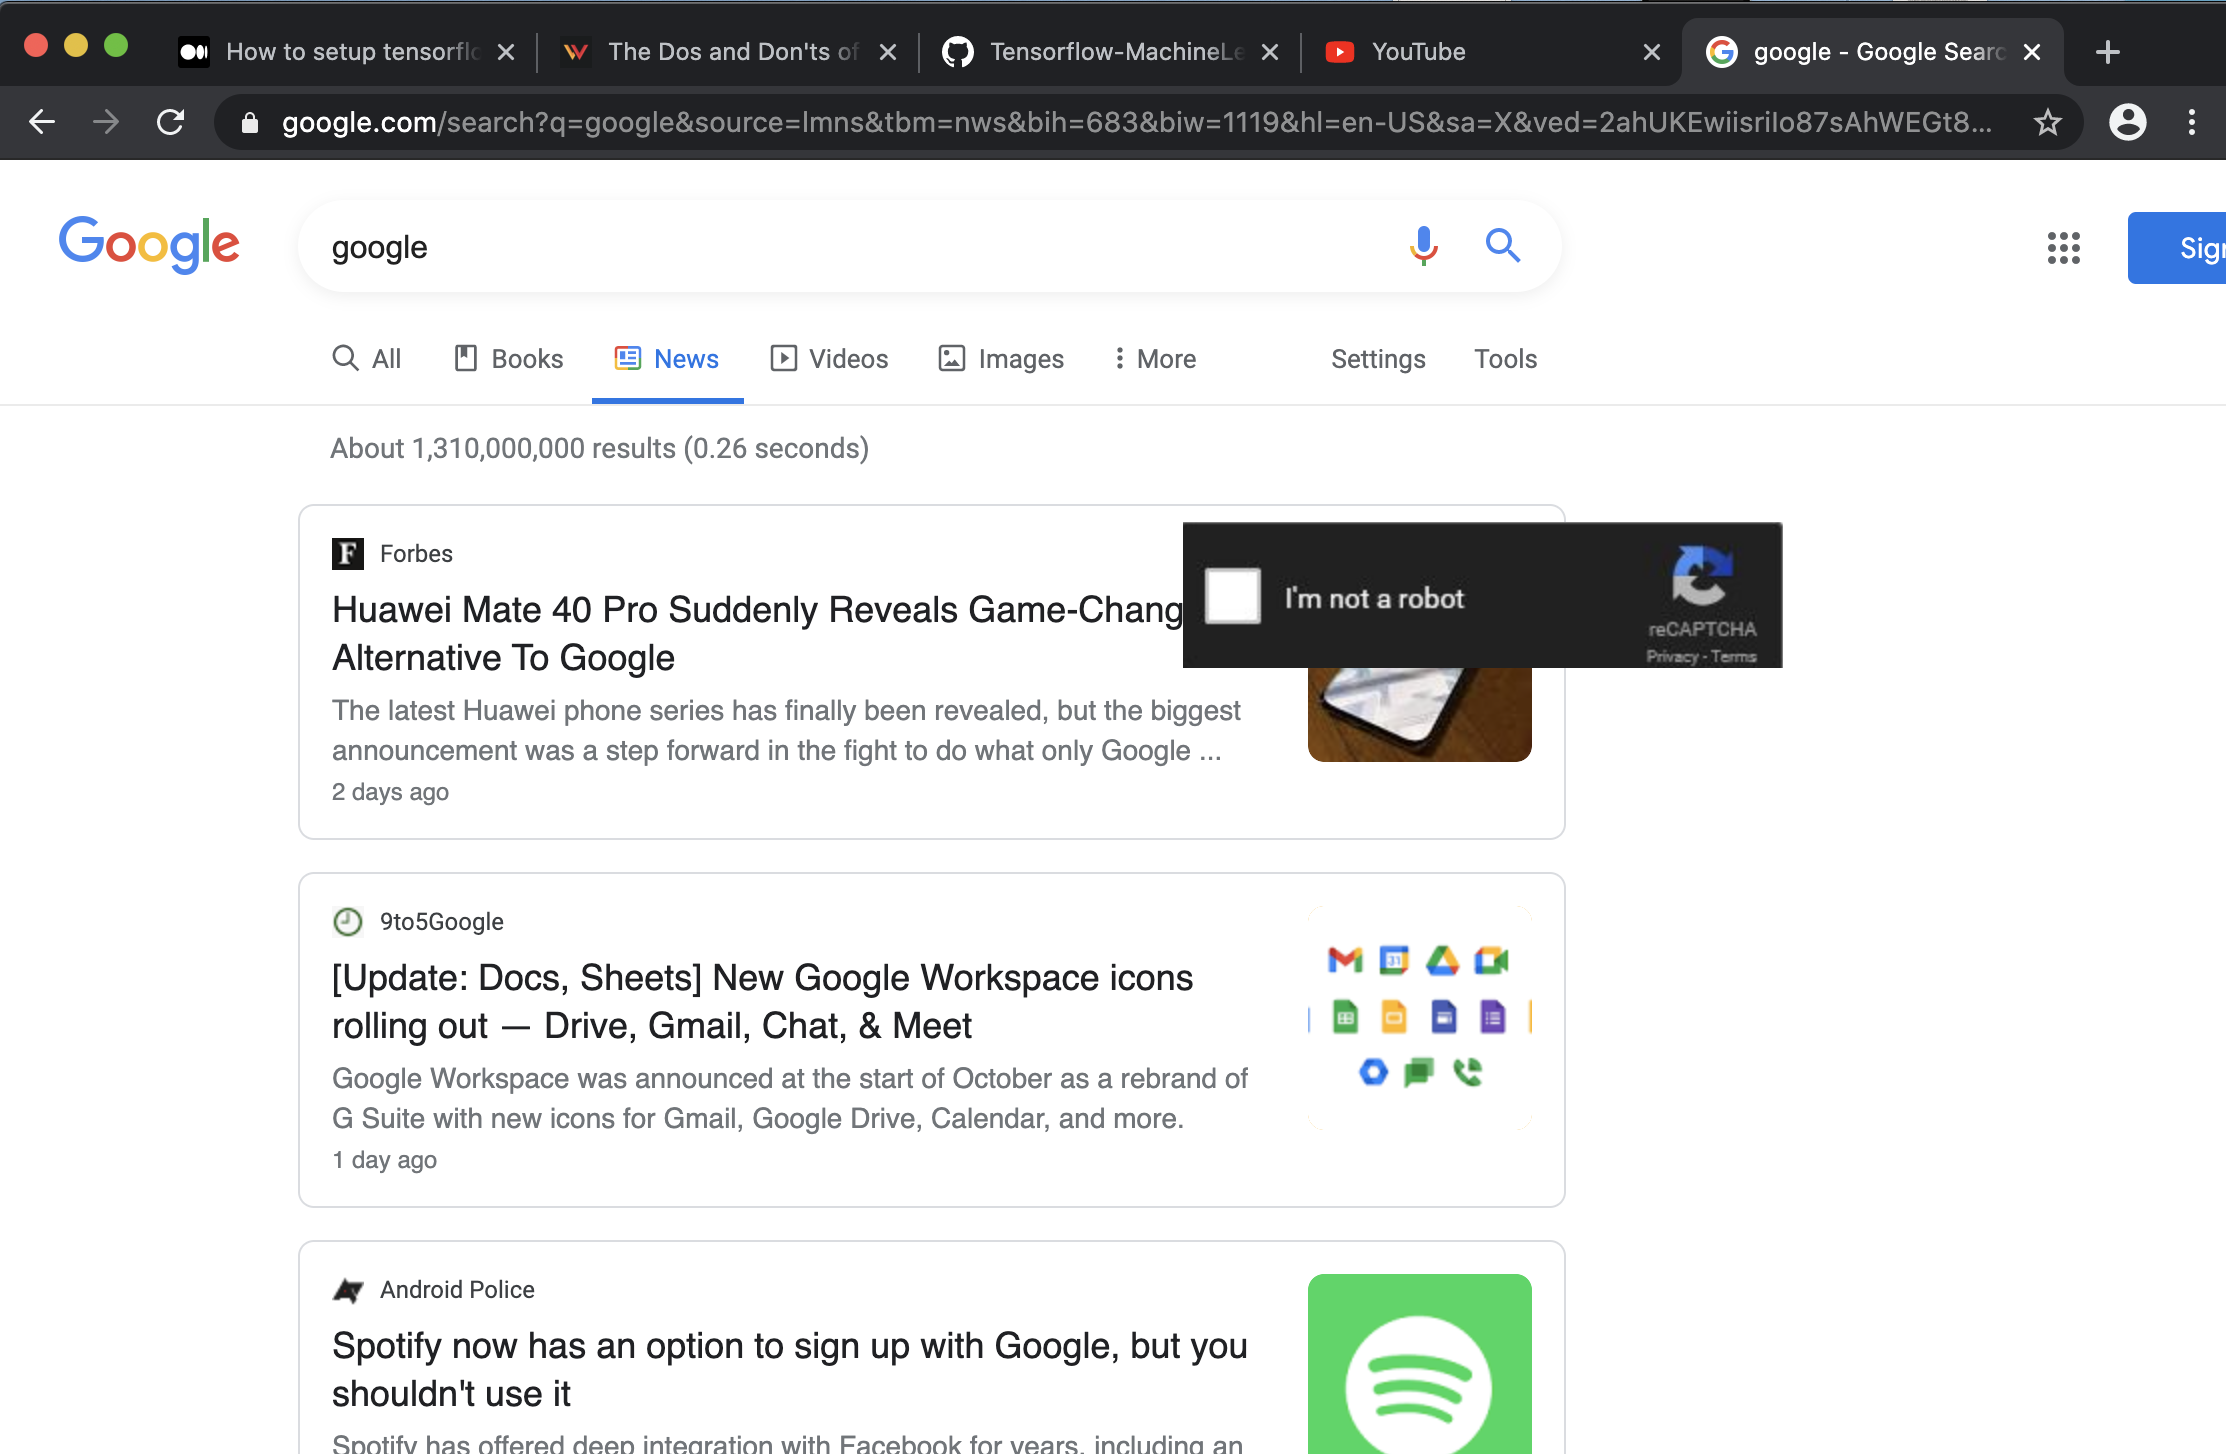 How to setup tensorflo
The Dos and Don'ts of
Tensorflow-MachineLe
YouTube
google - Google Searc
google.com/search?q=google&source=lmns&tbm=nws&bih=683&biw=1119&hl=en-US&sa=X&ved=2ahUKEwiisrilo87sAhWEGt8...
Google
google
Sign
All
Books
News
Videos
Images
More
Settings
Tools
About 1,310,000,000 results (0.26 seconds)
F Forbes
Huawei Mate 40 Pro Suddenly Reveals Game-Chang
Alternative To Google
The latest Huawei phone series has finally been revealed, but the biggest
announcement was a step forward in the fight to do what only Google ...
2 days ago
I'm not a robot
reCAPTCHA
Privacy - Terms
9to5Google
[Update: Docs, Sheets] New Google Workspace icons
rolling out — Drive, Gmail, Chat, & Meet
Google Workspace was announced at the start of October as a rebrand of
G Suite with new icons for Gmail, Google Drive, Calendar, and more.
1 day ago
31
Android Police
Spotify now has an option to sign up with Google, but you
shouldn't use it
Spotify has offered deep integration with Facebook for years, including an